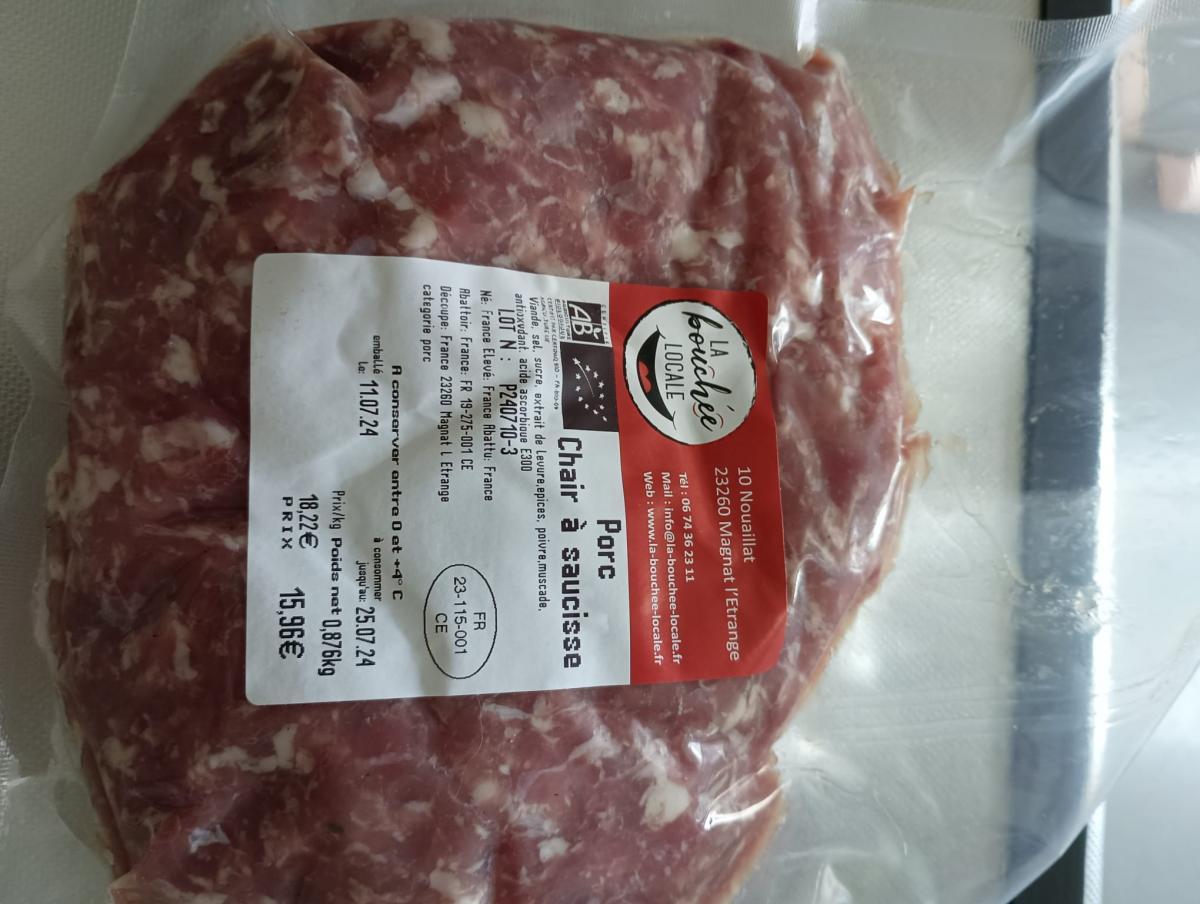 LA
bouchée
LOCALE
10 Nouaillat
23260 Magnat l'Etrange
Tél : 06 74 36 23 11
Mail : info@la-bouchee-locale.fr
Web : www.la-bouchee-locale.fr
AB
Porc
Chair à saucisse
Viande, sel, sucre, extrait de levure,epices, poivre,muscade,
antioxydant, acide ascorbique E300
LOT N : P240710-3
Né: France Elevé: France Abattu: France
Abattoir: France: FR 19-275-001 CE
Découpe: France 23260 Magnat L Etrange
categorie porc
FR
23-115-001
CE
A conserver entre 0 et +4° C
emballé
Le: 11.07.24
à consommer
jusqu'au: 25.07.24
Prix/kg Poids net 0,876kg
18,22€
PRIX 15,96€